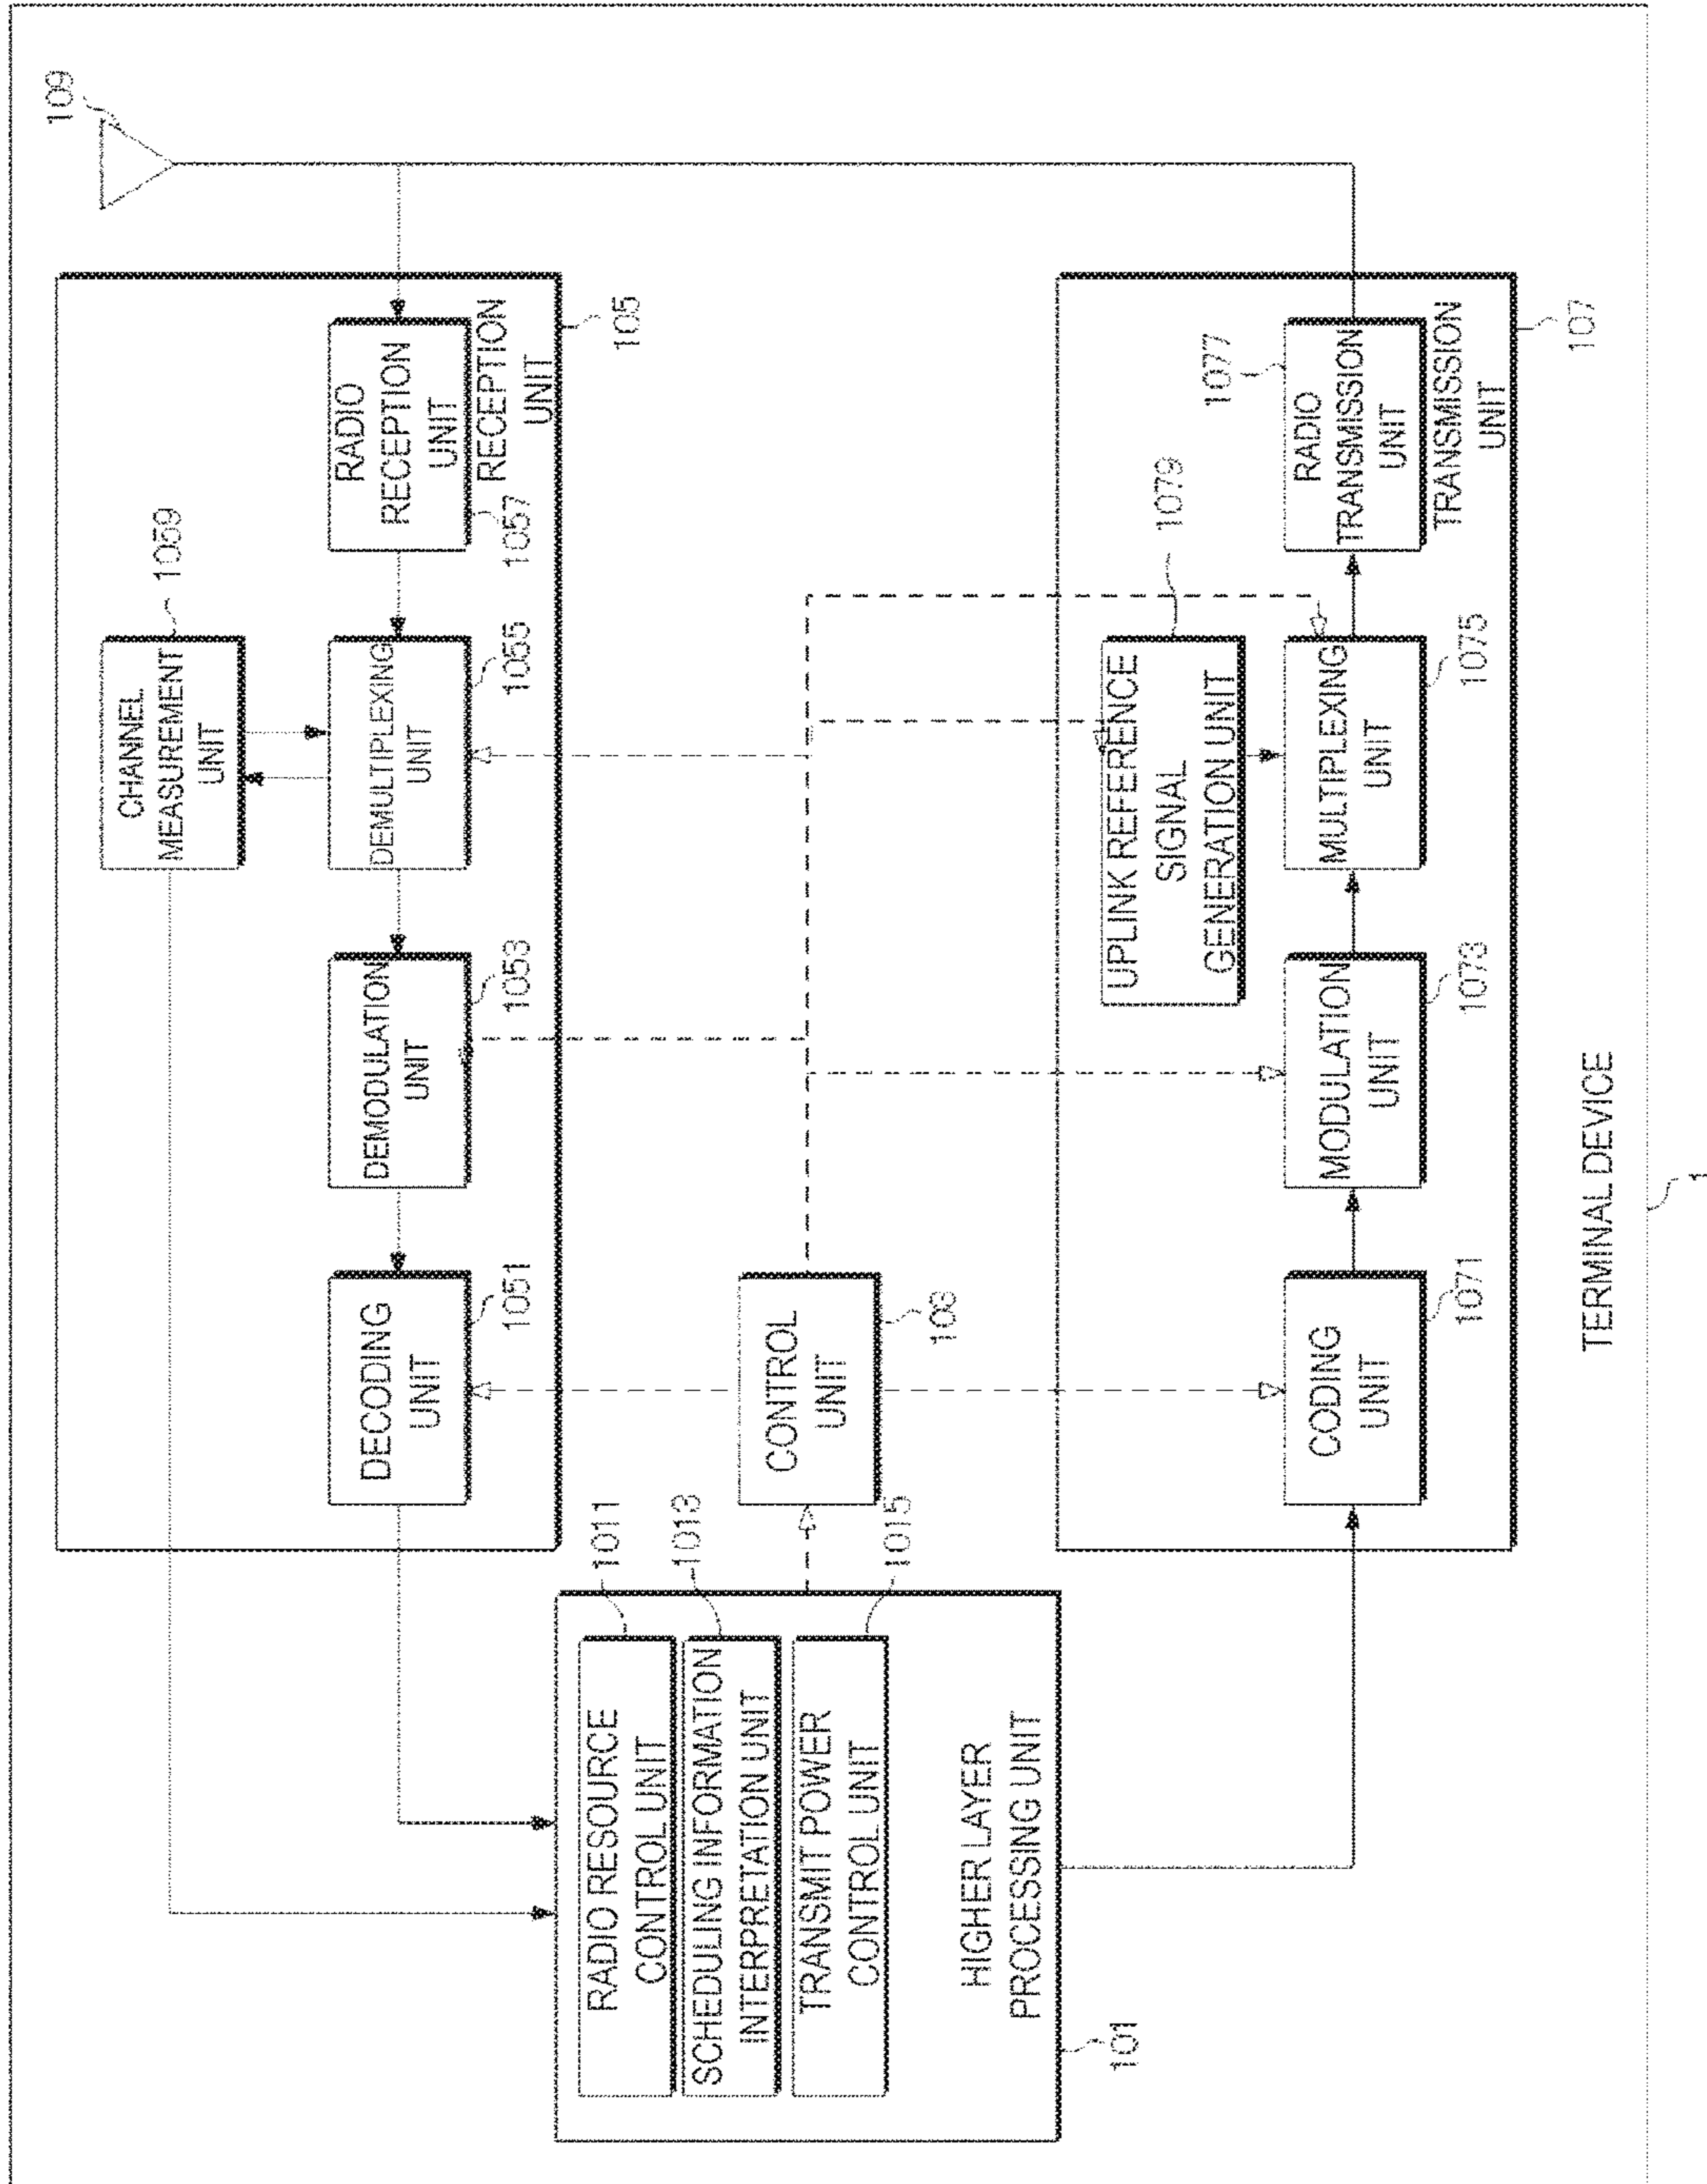 109
1059
CHANNEL
MEASUREMENT
UNIT
DECODING
UNIT
1051
DEMODULATION
UNIT
1053
DEMULTIPLEXING
UNIT
1055
RADIO
RECEPTION
UNIT
1057
RECEPTION
UNIT
105
RADIO RESOURCE
CONTROL UNIT
1011
SCHEDULING INFORMATION
INTERPRETATION UNIT
1013
TRANSMIT POWER
CONTROL UNIT
1015
HIGHER LAYER
PROCESSING UNIT
101
CONTROL
UNIT
103
UPLINK REFERENCE
SIGNAL
GENERATION UNIT
1079
CODING
UNIT
1071
MODULATION
UNIT
1073
MULTIPLEXING
UNIT
1075
RADIO
TRANSMISSION
UNIT
1077
TRANSMISSION
UNIT
107
TERMINAL DEVICE
1